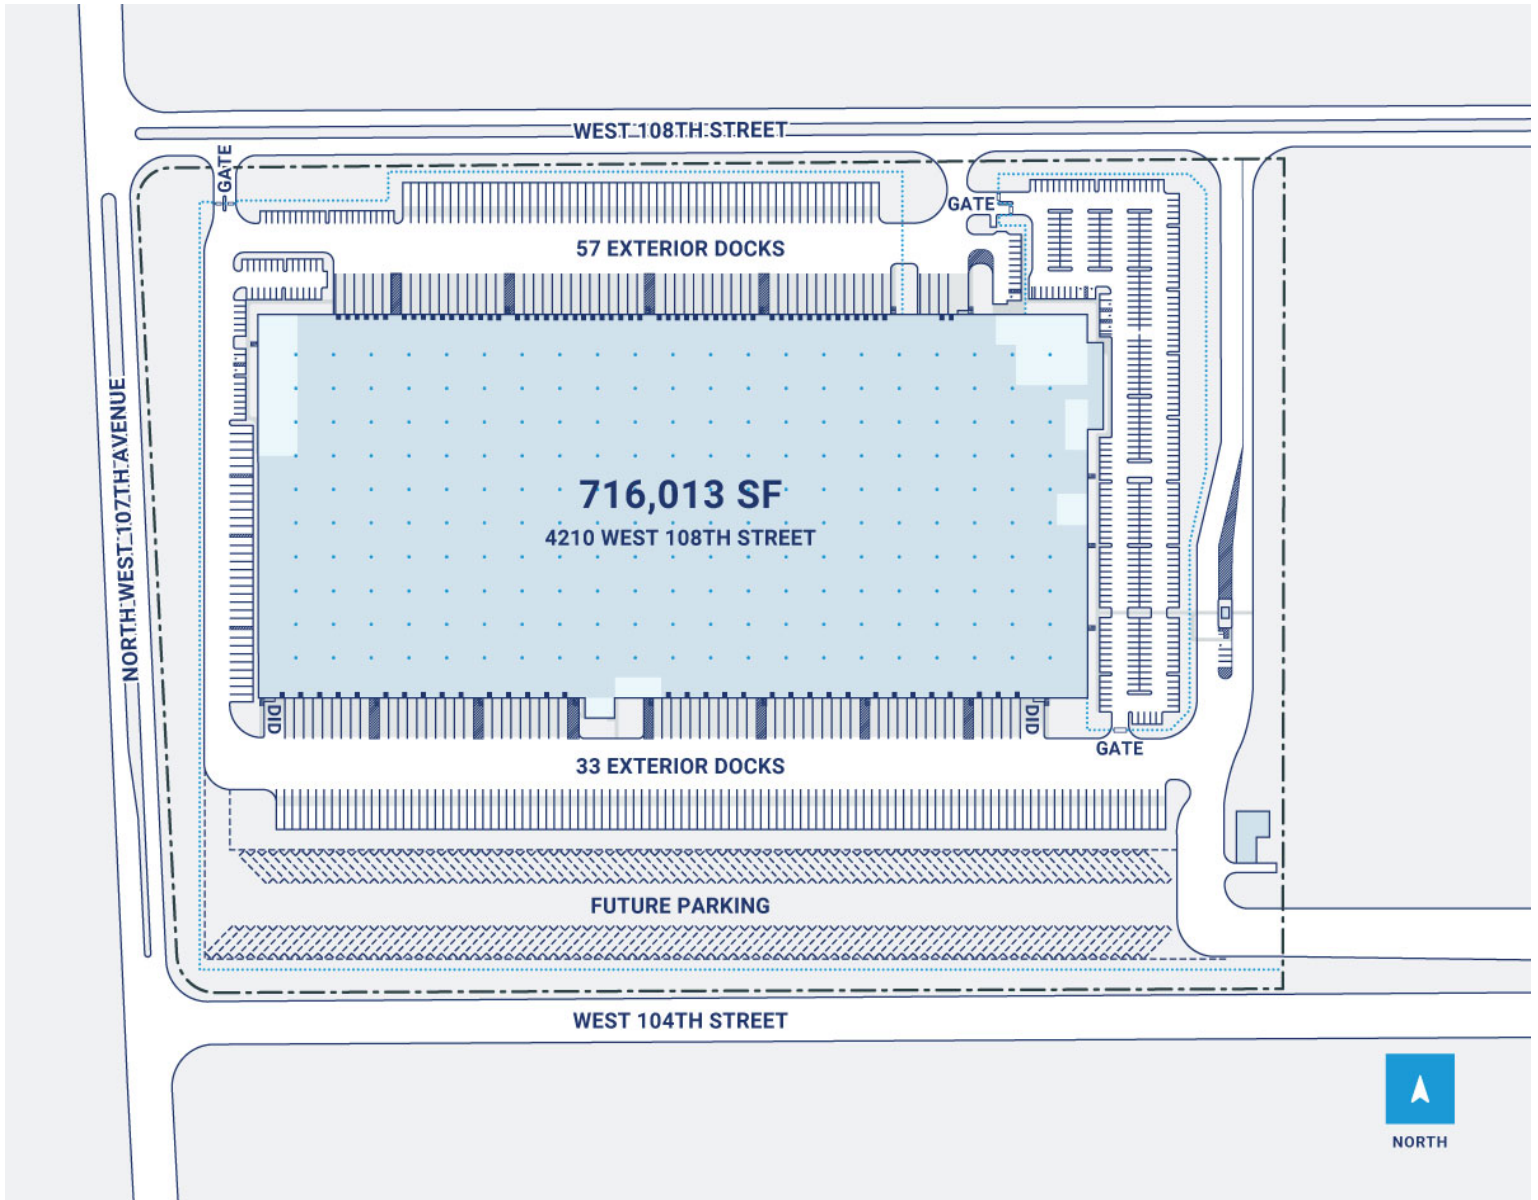 WEST 108TH STREET
GATE
GATE
57 EXTERIOR DOCKS
NORTH WEST 107TH AVENUE
716,013 SF
4210 WEST 108TH STREET
DID
DID
GATE
33 EXTERIOR DOCKS
FUTURE PARKING
WEST 104TH STREET
NORTH